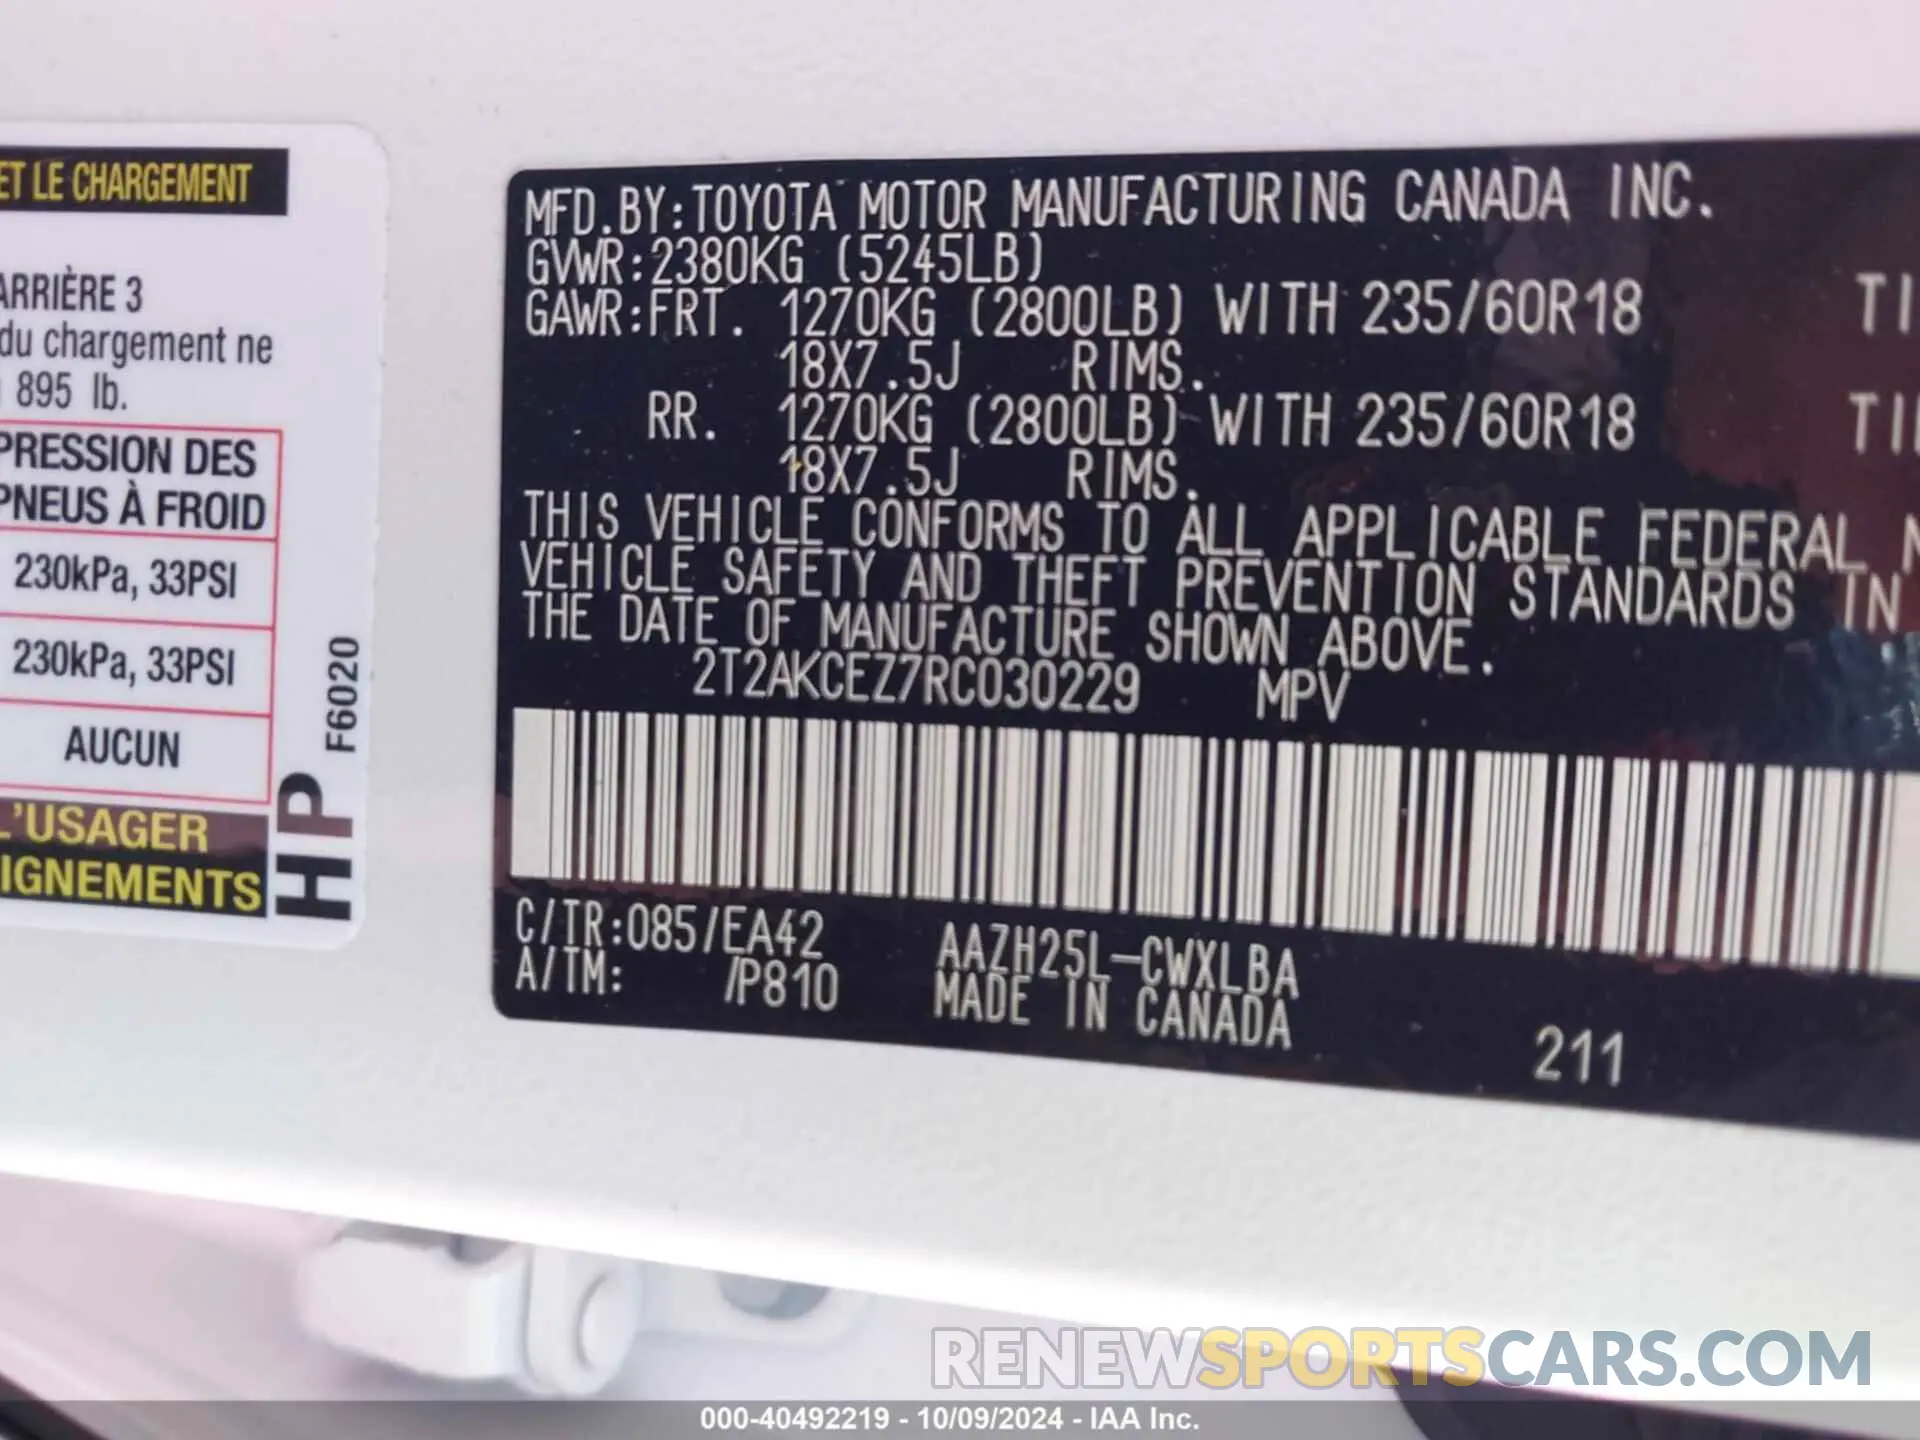 ET LE CHARGEMENT
ARRIÈRE 3
du chargement ne
895 lb.
PRESSION DES
PNEUS À FROID
230kPa, 33PSI
230kPa, 33PSI
AUCUN
L'USAGER
IGNEMENTS
HP F6020
MFD.BY:TOYOTA MOTOR MANUFACTURING CANADA INC.
GVWR:2380KG (5245LB)
GAWR:FRT. 1270KG (2800LB) WITH 235/60R18
18X7.5J RIMS.
RR. 1270KG (2800LB) WITH 235/60R18
18X7.5J RIMS.
THIS VEHICLE CONFORMS TO ALL APPLICABLE FEDERAL
VEHICLE SAFETY AND THEFT PREVENTION STANDARDS IN
THE DATE OF MANUFACTURE SHOWN ABOVE.
2T2AKCEZ7RC030229 MPV
C/TR:085/EA42 AAZH25L-CWXLBA
A/TM: /P810 MADE IN CANADA
211
RENEWSPORTSCARS.COM
000-40492219 - 10/09/2024 - IAA Inc.